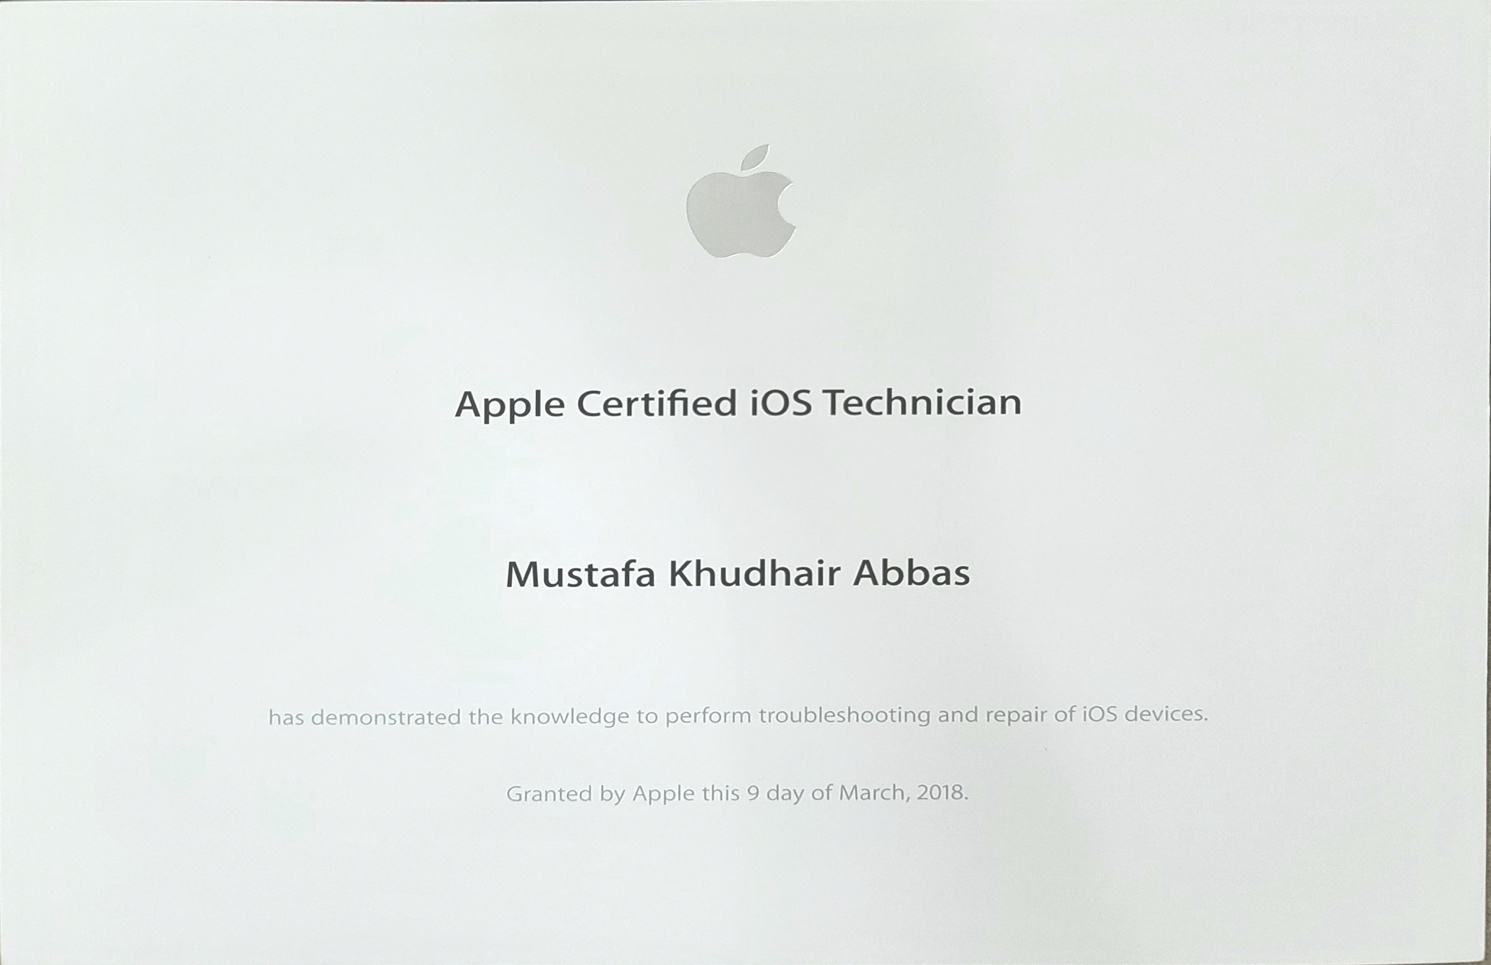 Apple Certified iOS Technician
Mustafa Khudhair Abbas
has demonstrated the knowledge to perform troubleshooting and repair of iOS devices.
Granted by Apple this 9 day of March, 2018.